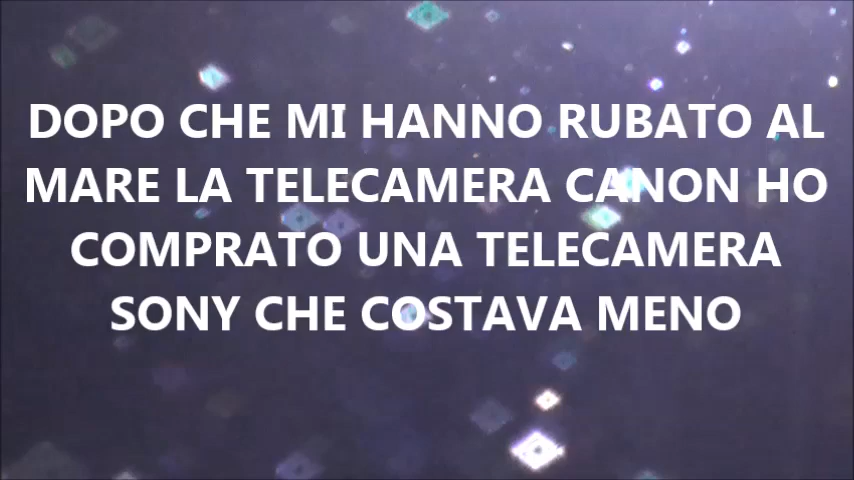 DOPO CHE MI HANNO RUBATO AL
MARE LA TELECAMERA CANON HO
COMPRATO UNA TELECAMERA
SONY CHE COSTAVA MENO